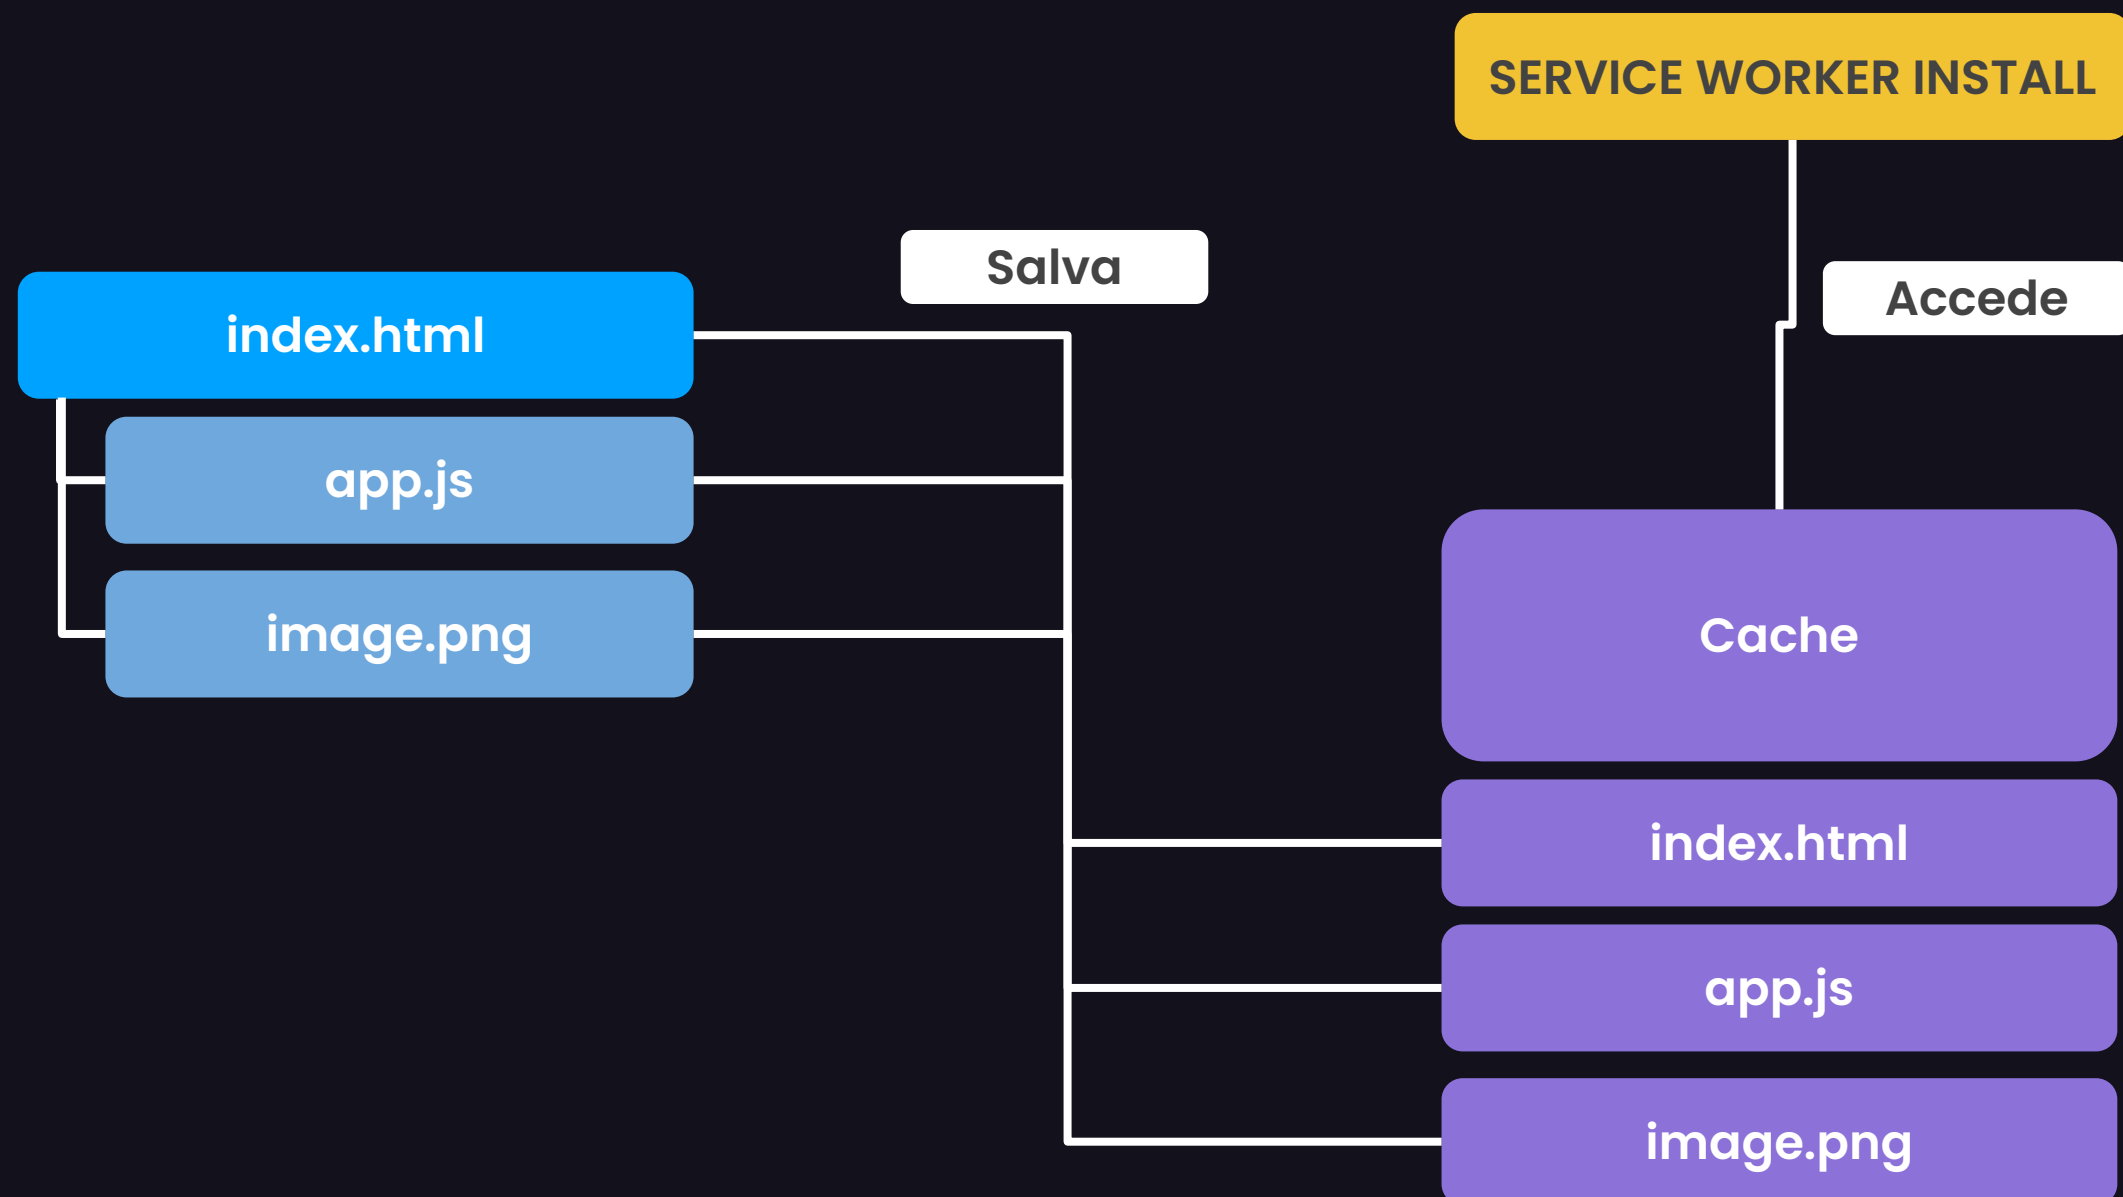 SERVICE WORKER INSTALL
Salva
Accede
index.html
app.js
image.png
Cache
index.html
app.js
image.png